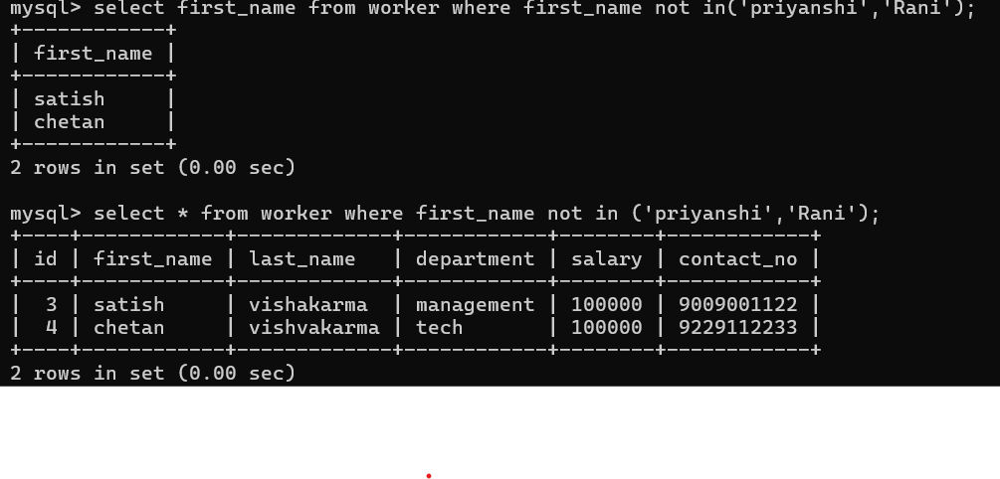 mysql> select first_name from worker where first_name not in('priyanshi','Rani');
+------------+
| first_name |
+------------+
| satish     |
| chetan     |
+------------+
2 rows in set (0.00 sec)

mysql> select * from worker where first_name not in ('priyanshi','Rani');
+----+------------+-------------+------------+--------+------------+
| id | first_name | last_name   | department | salary | contact_no |
+----+------------+-------------+------------+--------+------------+
|  3 | satish     | vishakarma  | management | 100000 | 9009001122 |
|  4 | chetan     | vishvakarma | tech       | 100000 | 9229112233 |
+----+------------+-------------+------------+--------+------------+
2 rows in set (0.00 sec)